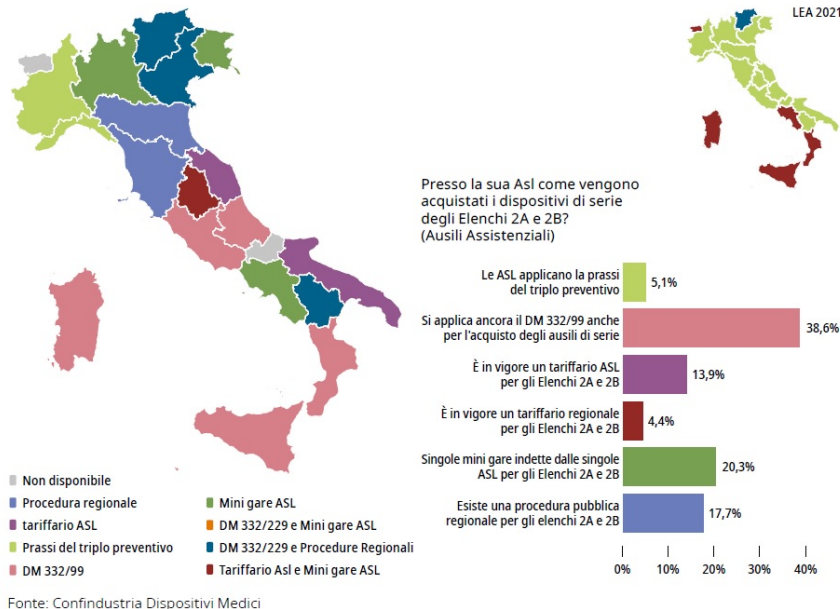 LEA 2021
Presso la sua Asl come vengono
acquistati i dispositivi di serie
degli Elenchi 2A e 2B?
(Ausili Assistenziali)
Le ASL applicano la prassi
del triplo preventivo
5,1%
Si applica ancora il DM 332/99 anche
per l'acquisto degli ausili di serie
38,6%
È in vigore un tariffario ASL
per gli Elenchi 2A e 2B
13,9%
È in vigore un tariffario regionale
per gli Elenchi 2A e 2B
4,4%
Singole mini gare indette dalle singole
ASL per gli Elenchi 2A e 2B
20,3%
Esiste una procedura pubblica
regionale per gli elenchi 2A e 2B
17,7%
0% 10% 20% 30% 40%
Non disponibile
Procedura regionale
tariffario ASL
Prassi del triplo preventivo
DM 332/99
Mini gare ASL
DM 332/229 e Mini gare ASL
DM 332/229 e Procedure Regionali
Tariffario Asl e Mini gare ASL
Fonte: Confindustria Dispositivi Medici